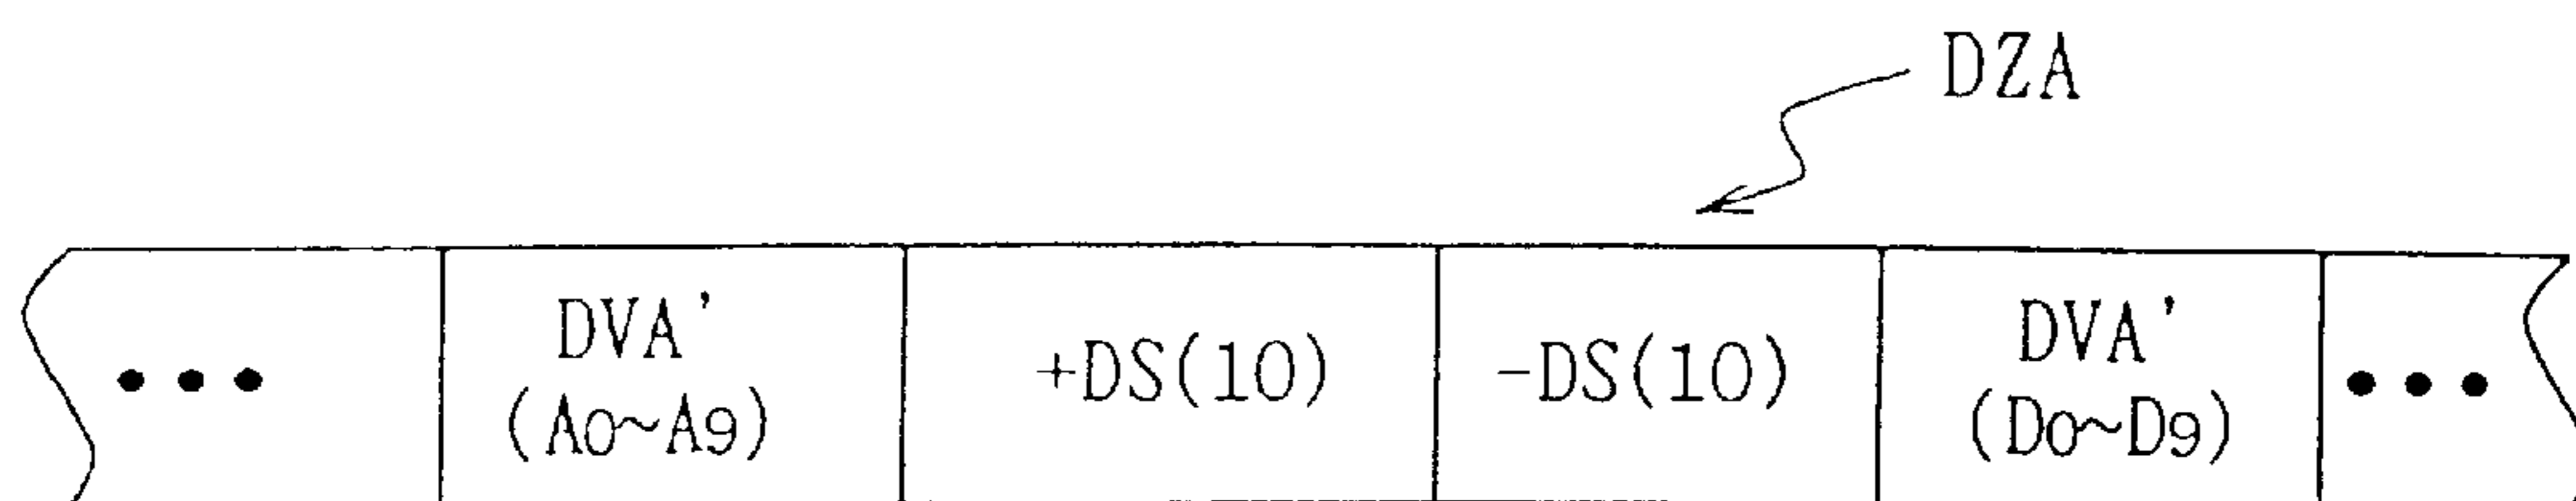 DZA
••• DVA' +DS(10) -DS(10) DVA' •••
(A0~A9) (D0~D9)